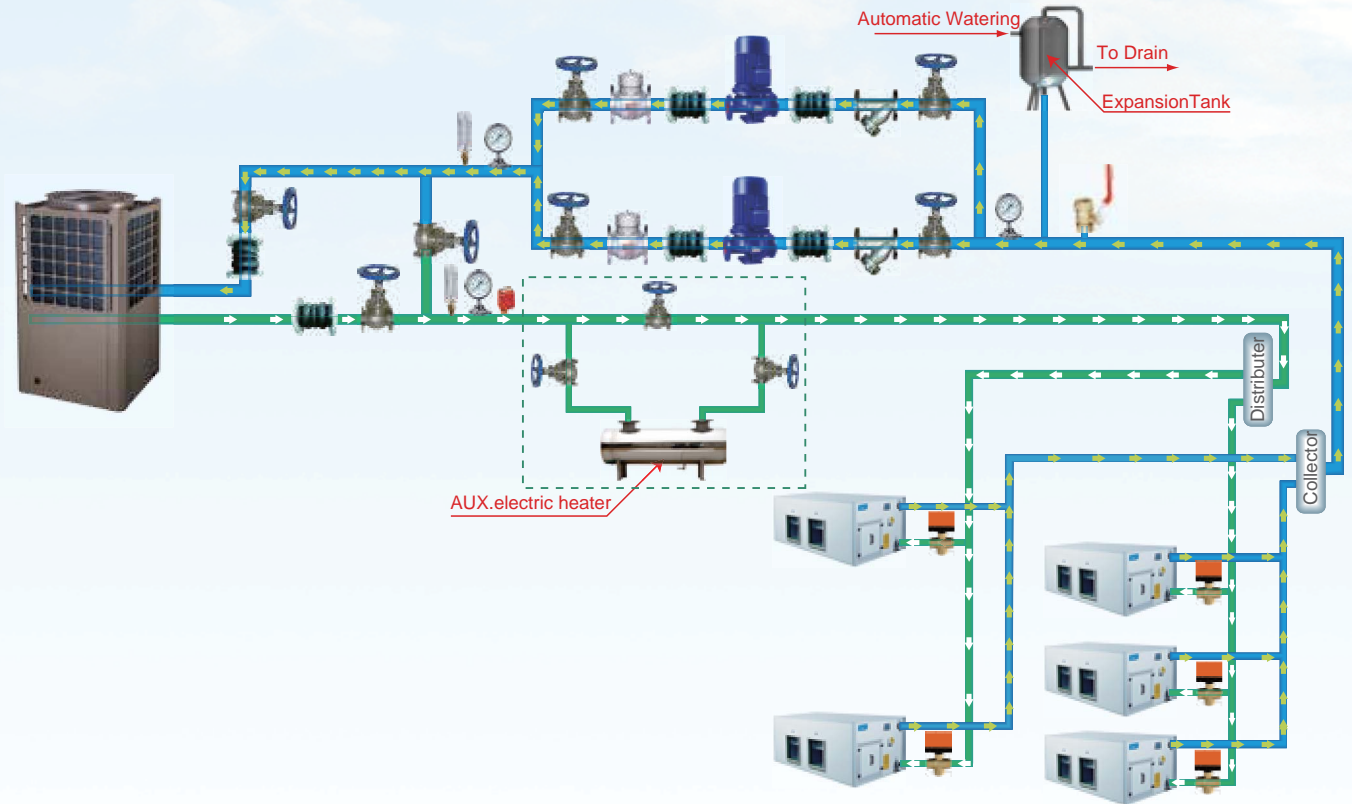 Automatic Watering
To Drain
ExpansionTank
Distributer
Collector
AUX.electric heater